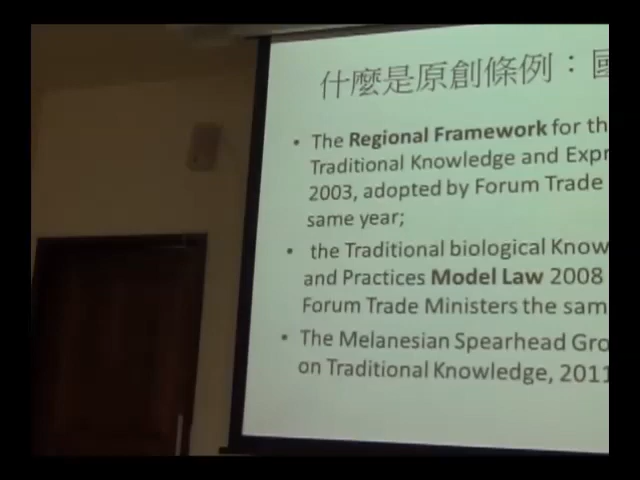 什麼是原創條例：國
• The Regional Framework for th
Traditional Knowledge and Expr
2003, adopted by Forum Trade
same year;
• the Traditional biological Know
and Practices Model Law 2008
Forum Trade Ministers the sam
• The Melanesian Spearhead Gro
on Traditional Knowledge, 2011